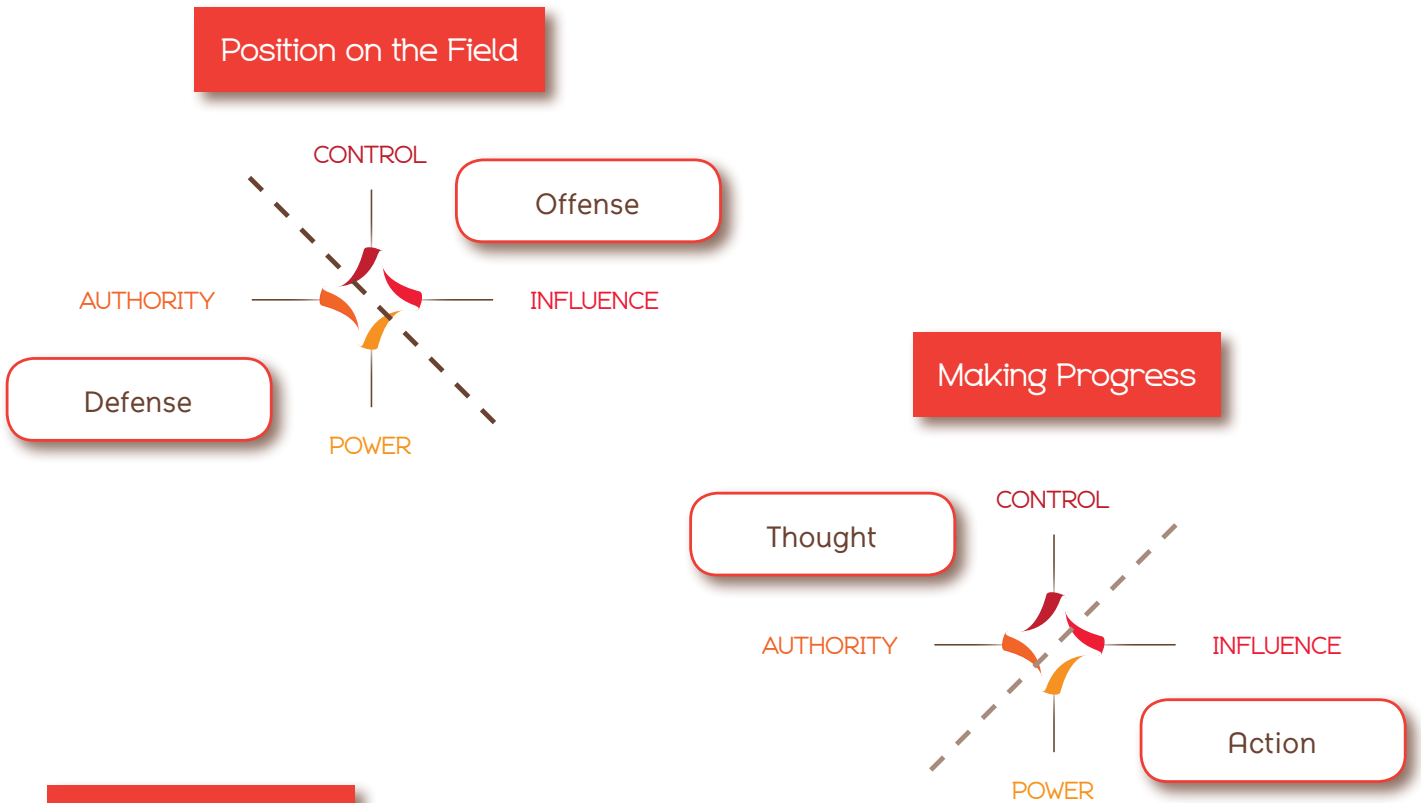 Position on the Field
CONTROL
Offense
AUTHORITY
INFLUENCE
Defense
POWER
Making Progress
CONTROL
Thought
AUTHORITY
INFLUENCE
Action
POWER